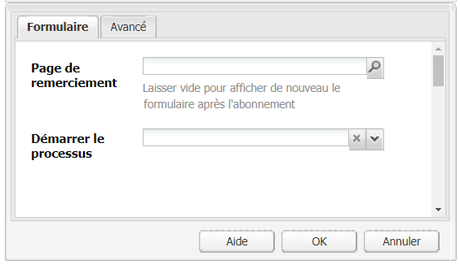 Formulaire Avancé
Page de
remerciement
Laisser vide pour afficher de nouveau le
formulaire après l'abonnement
Démarrer le
processus
Aide OK Annuler